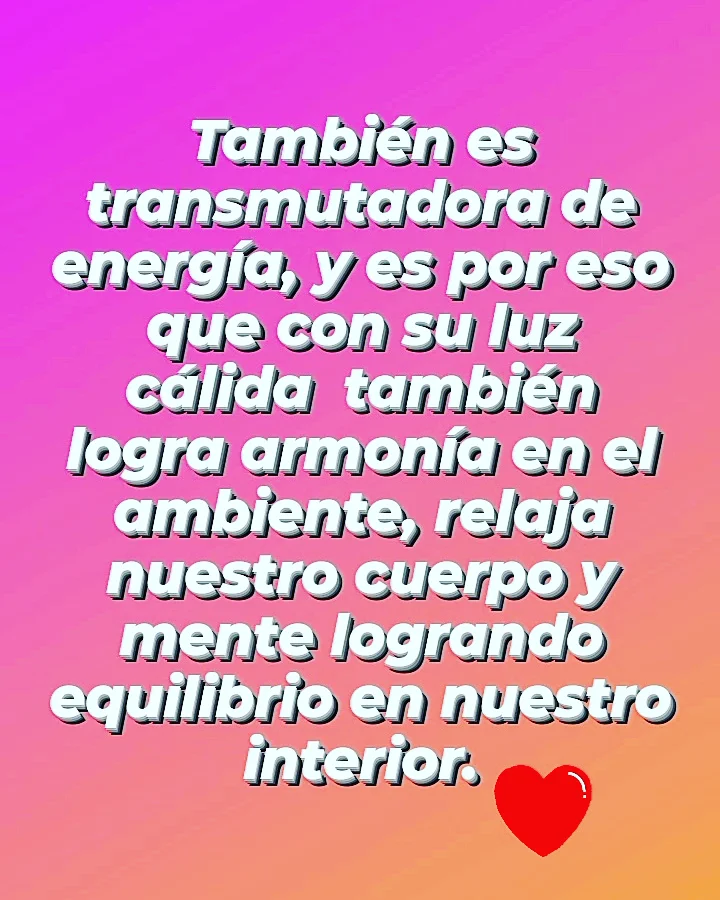 También es
transmutadora de
energía, y es por eso
que con su luz
cálida  también
logra armonía en el
ambiente, relaja
nuestro cuerpo y
mente logrando
equilibrio en nuestro
interior.